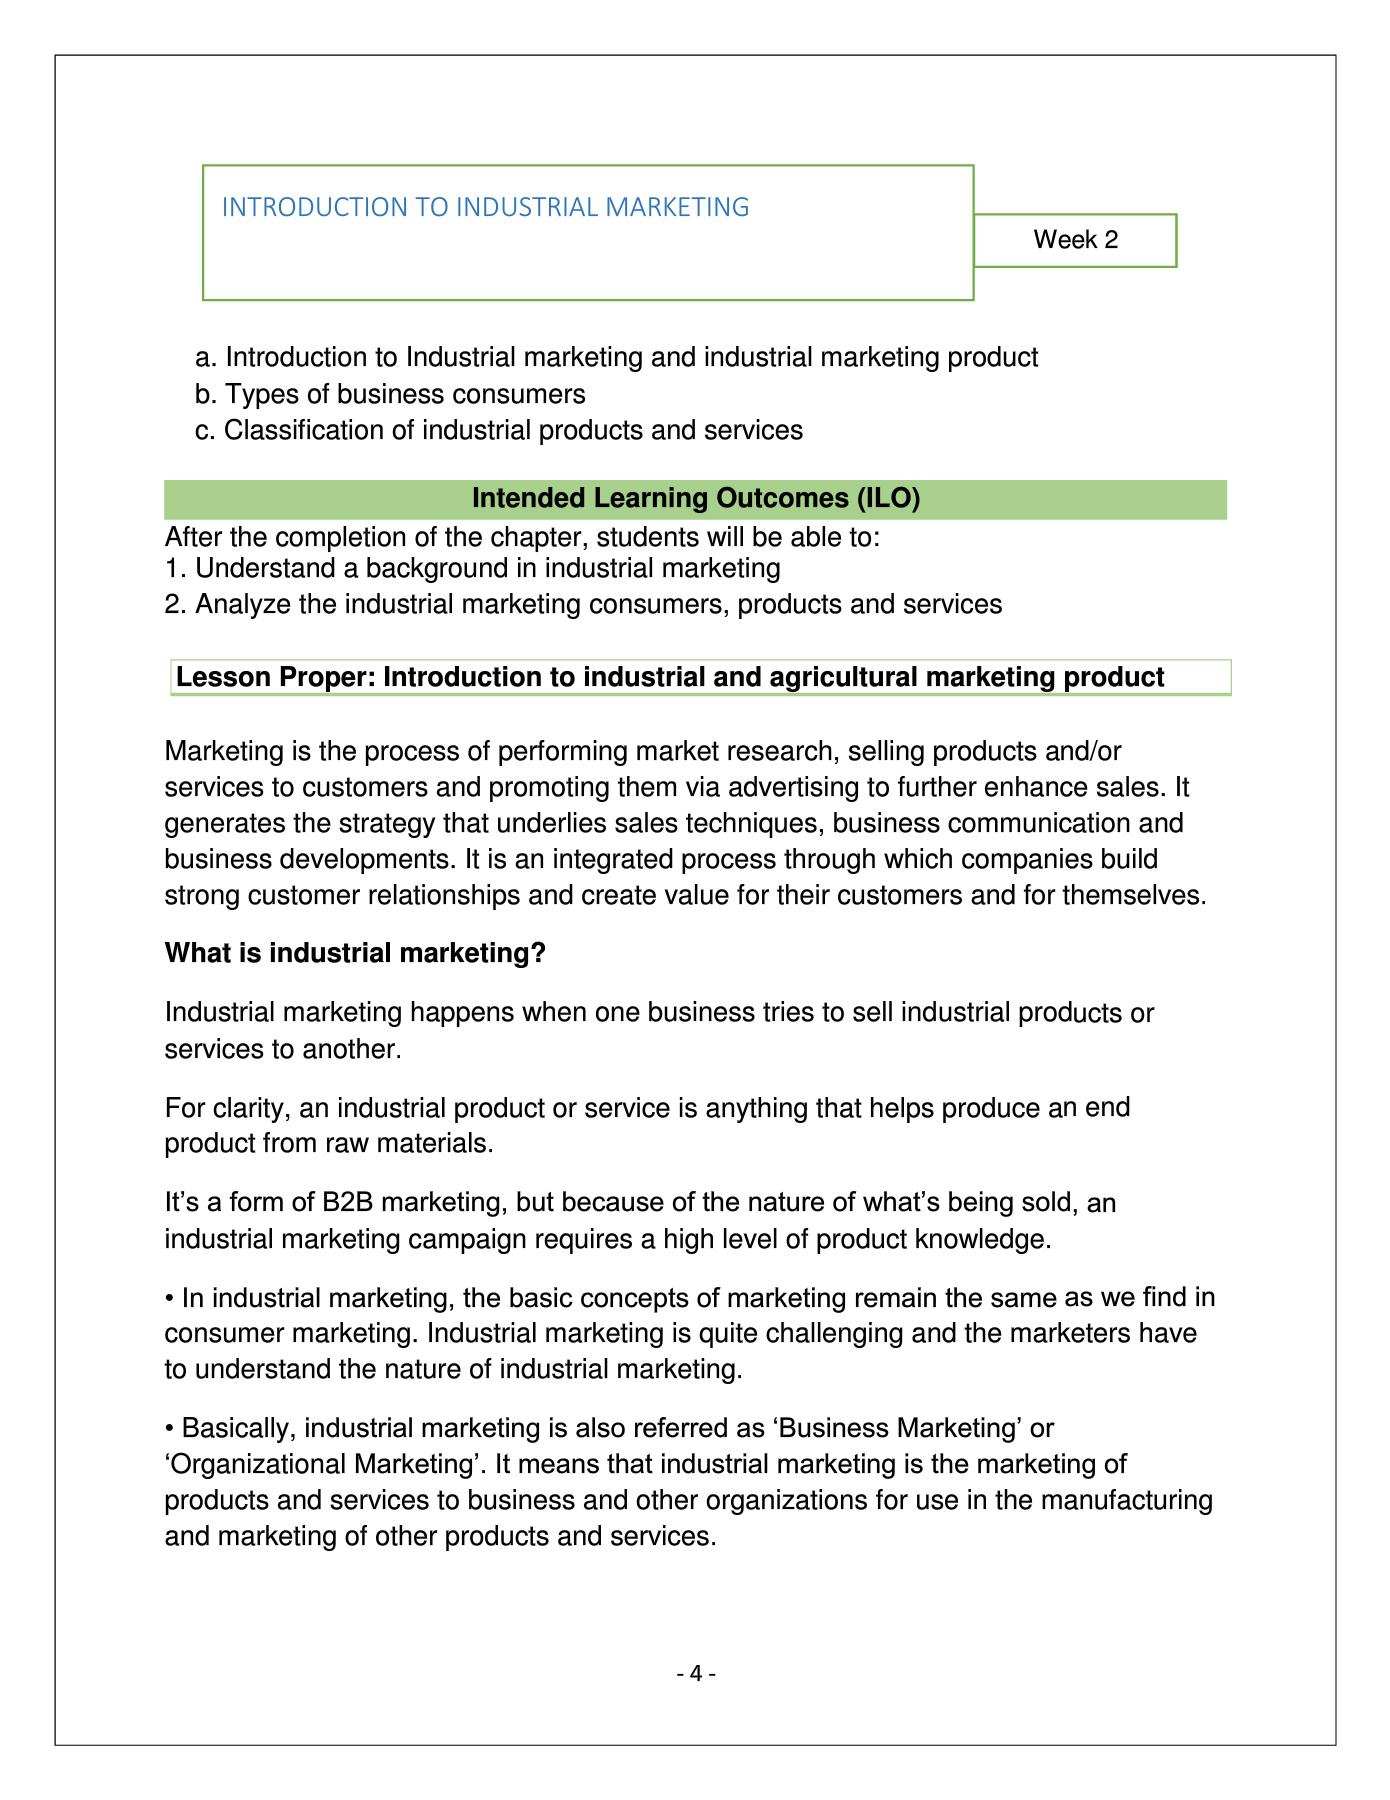 INTRODUCTION TO INDUSTRIAL MARKETING
Week 2
a. Introduction to Industrial marketing and industrial marketing product
b. Types of business consumers
c. Classification of industrial products and services
Intended Learning Outcomes (ILO)
After the completion of the chapter, students will be able to:
1. Understand a background in industrial marketing
2. Analyze the industrial marketing consumers, products and services
Lesson Proper: Introduction to industrial and agricultural marketing product
Marketing is the process of performing market research, selling products and/or
services to customers and promoting them via advertising to further enhance sales. It
generates the strategy that underlies sales techniques, business communication and
business developments. It is an integrated process through which companies build
strong customer relationships and create value for their customers and for themselves.
What is industrial marketing?
Industrial marketing happens when one business tries to sell industrial products or
services to another.
For clarity, an industrial product or service is anything that helps produce an end
product from raw materials.
It’s a form of B2B marketing, but because of the nature of what’s being sold, an
industrial marketing campaign requires a high level of product knowledge.
• In industrial marketing, the basic concepts of marketing remain the same as we find in
consumer marketing. Industrial marketing is quite challenging and the marketers have
to understand the nature of industrial marketing.
• Basically, industrial marketing is also referred as ‘Business Marketing’ or
‘Organizational Marketing’. It means that industrial marketing is the marketing of
products and services to business and other organizations for use in the manufacturing
and marketing of other products and services.
- 4 -